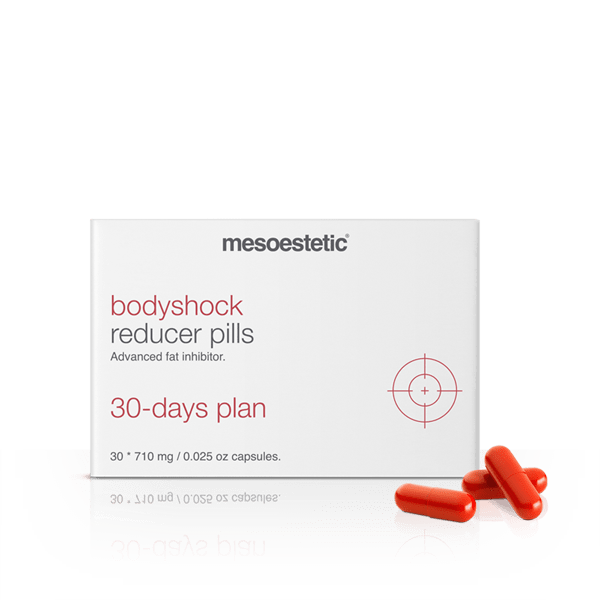 mesoestetic®
bodyshock
reducer pills
Advanced fat inhibitor.
30-days plan
30 * 710 mg / 0.025 oz capsules.